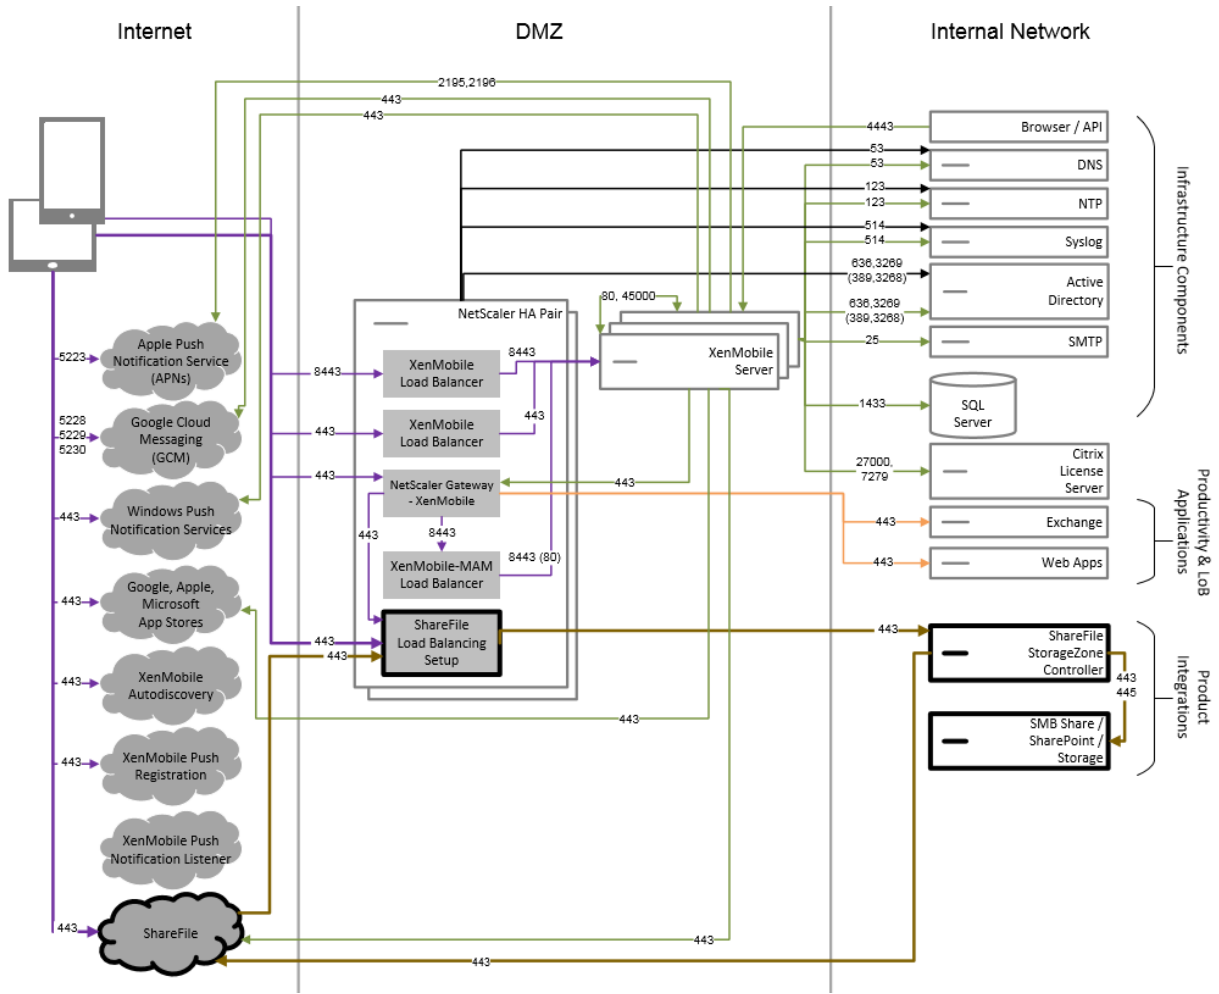 Internet
DMZ
Internal Network
2195,2196
443
443
4443
Browser / API
53
53
DNS
123
123
NTP
514
514
Syslog
636,3269
(389,3268)
636,3269
(389,3268)
Active
Directory
25
SMTP
1433
SQL
Server
27000,
7279
Citrix
License
Server
443
Exchange
443
Web Apps
Infrastructure Components
Productivity & LoB
Applications
Product
Integrations
NetScaler HA Pair
80, 45000
XenMobile
Server
8443
XenMobile
Load Balancer
8443
443
XenMobile
Load Balancer
443
443
NetScaler Gateway
- XenMobile
443
443
8443
XenMobile-MAM
Load Balancer
8443 (80)
443
443
ShareFile
Load Balancing
Setup
443
ShareFile
StorageZone
Controller
443
445
SMB Share /
SharePoint /
Storage
5223
Apple Push
Notification Service
(APNs)
5228
5229
5230
Google Cloud
Messaging
(GCM)
443
Windows Push
Notification Services
443
Google, Apple,
Microsoft
App Stores
443
443
XenMobile
Autodiscovery
443
XenMobile Push
Registration
XenMobile Push
Notification Listener
443
ShareFile
443
443